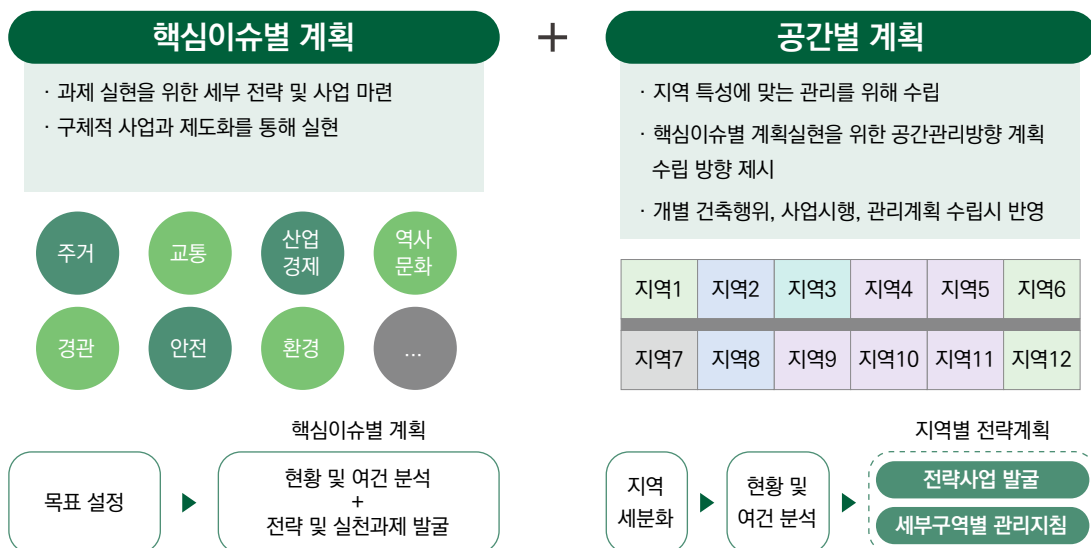 핵심이슈별 계획
· 과제 실현을 위한 세부 전략 및 사업 마련
· 구체적 사업과 제도화를 통해 실현
주거
교통
산업
경제
역사
문화
경관
안전
환경
...
핵심이슈별 계획
목표 설정
현황 및 여건 분석
+
전략 및 실천과제 발굴
+
공간별 계획
· 지역 특성에 맞는 관리를 위해 수립
· 핵심이슈별 계획실현을 위한 공간관리방향 계획
수립 방향 제시
· 개별 건축행위, 사업시행, 관리계획 수립시 반영
지역1 지역2 지역3 지역4 지역5 지역6
지역7 지역8 지역9 지역10 지역11 지역12
지역별 전략계획
지역
세분화
현황 및
여건 분석
전략사업 발굴
세부구역별 관리지침